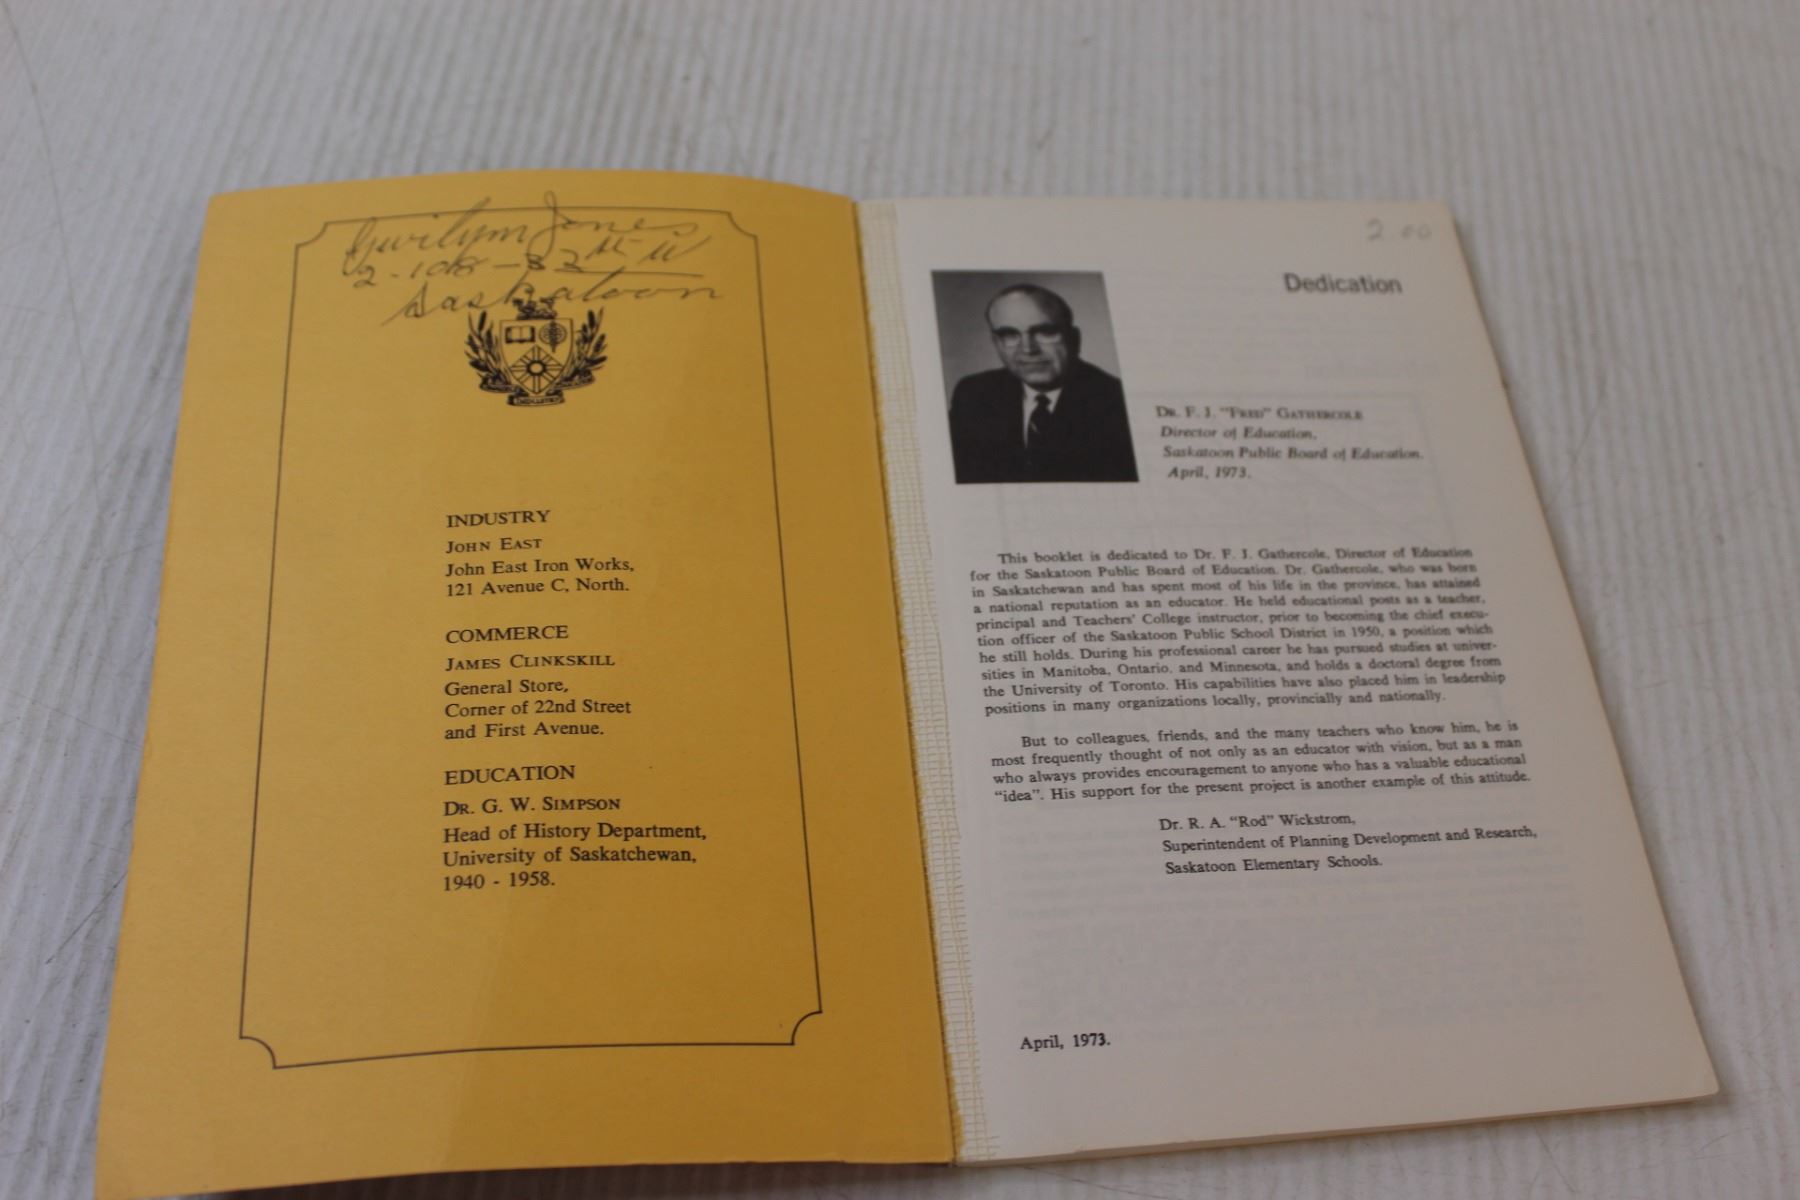 Gwilym Jones
2-108-
Saskatoon
INDUSTRY
JOHN EAST
John East Iron Works,
121 Avenue C, North.
COMMERCE
JAMES CLINKSKILL
General Store,
Corner of 22nd Street
and First Avenue.
EDUCATION
DR. G. W. SIMPSON
Head of History Department,
University of Saskatchewan,
1940 - 1958.
2.00
Dedication
DR. F. J. "FRED" GATHERCOLE
Director of Education,
Saskatoon Public Board of Education.
April, 1973.
This booklet is dedicated to Dr. F. J. Gathercole, Director of Education
for the Saskatoon Public Board of Education. Dr. Gathercole, who was born
in Saskatchewan and has spent most of his life in the province, has attained
a national reputation as an educator. He held educational posts as a teacher,
principal and Teachers' College instructor, prior to becoming the chief execu-
tion officer of the Saskatoon Public School District in 1950, a position which
he still holds. During his professional career he has pursued studies at univer-
sities in Manitoba, Ontario, and Minnesota, and holds a doctoral degree from
the University of Toronto. His capabilities have also placed him in leadership
positions in many organizations locally, provincially and nationally.
But to colleagues, friends, and the many teachers who know him, he is
most frequently thought of not only as an educator with vision, but as a man
who always provides encouragement to anyone who has a valuable educational
"idea". His support for the present project is another example of this attitude.
Dr. R. A. "Rod" Wickstrom,
Superintendent of Planning Development and Research,
Saskatoon Elementary Schools.
April, 1973.